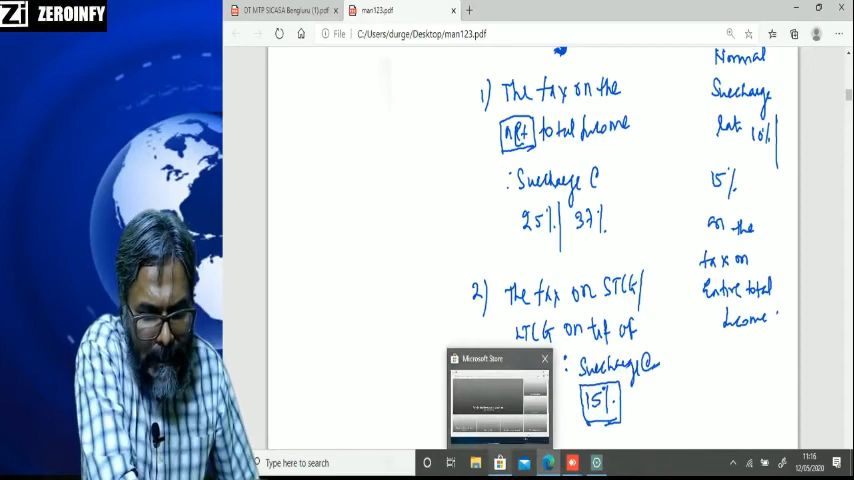 ZEROINFY
DT MTP SICASA Bengluru (1).pdf
man123.pdf
File
C:/Users/durge/Desktop/man123.pdf
1) The tax on the
net total Income
: Surcharge @
25% | 37%
2) The tax on STCG/
LTCG on trf of
: Surcharge @
15%
Normal
Surcharge
10%
15%
on the
tax on
Entire total
Income.
Microsoft Store
Type here to search
11:16
12/05/2020